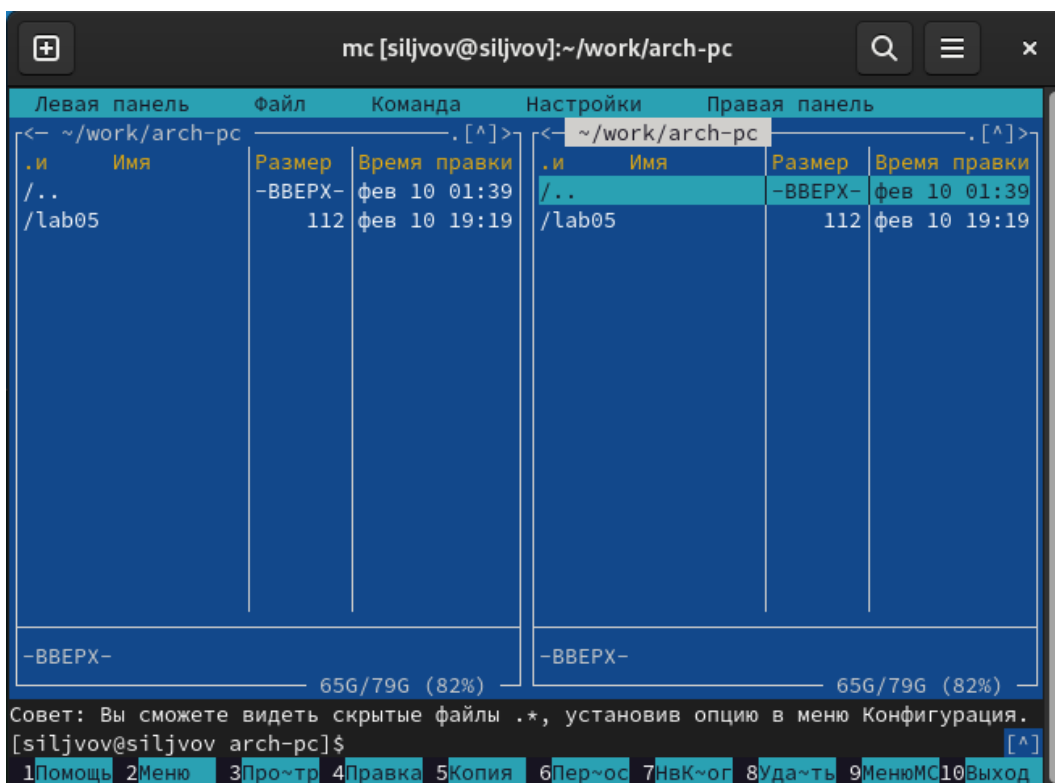 mc [siljvov@siljvov]:~/work/arch-pc
Левая панель Файл Команда Настройки Правая панель
<— ~/work/arch-pc .[^]> <— ~/work/arch-pc .[^]>
.и Имя Размер Время правки .и Имя Размер Время правки
/.. -ВВЕРХ- фев 10 01:39 /.. -ВВЕРХ- фев 10 01:39
/lab05 112 фев 10 19:19 /lab05 112 фев 10 19:19
-ВВЕРХ- -ВВЕРХ-
65G/79G (82%) 65G/79G (82%)
Совет: Вы сможете видеть скрытые файлы .*, установив опцию в меню Конфигурация.
[siljvov@siljvov arch-pc]$ [^]
1Помощь 2Меню 3Про~тр 4Правка 5Копия 6Пер~ос 7НвК~ог 8Уда~ть 9МенюMC 10Выход